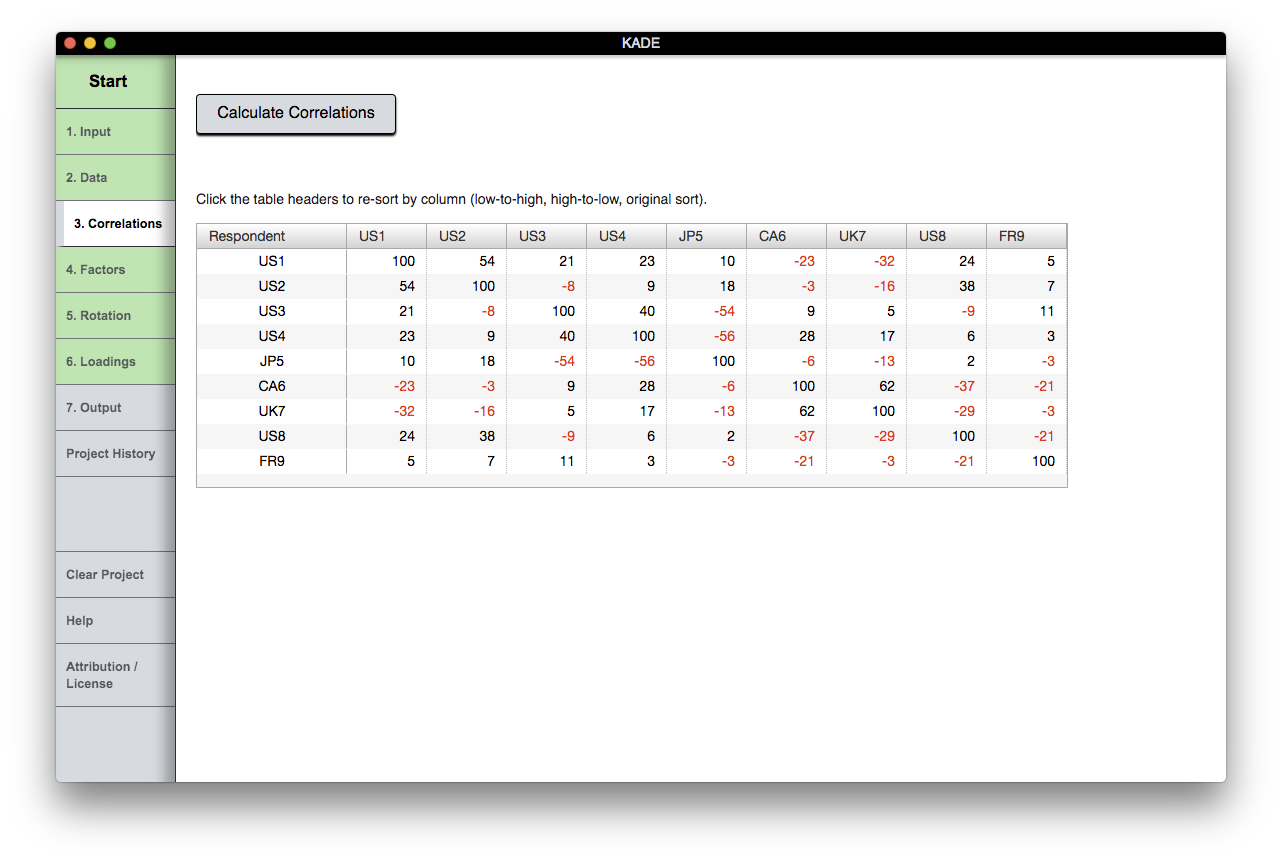 KADE
Start
1. Input
2. Data
3. Correlations
4. Factors
5. Rotation
6. Loadings
7. Output
Project History
Clear Project
Help
Attribution /
License
Calculate Correlations
Click the table headers to re-sort by column (low-to-high, high-to-low, original sort).
Respondent US1 US2 US3 US4 JP5 CA6 UK7 US8 FR9
US1 100 54 21 23 10 -23 -32 24 5
US2 54 100 -8 9 18 -3 -16 38 7
US3 21 -8 100 40 -54 9 5 -9 11
US4 23 9 40 100 -56 28 17 6 3
JP5 10 18 -54 -56 100 -6 -13 2 -3
CA6 -23 -3 9 28 -6 100 62 -37 -21
UK7 -32 -16 5 17 -13 62 100 -29 -3
US8 24 38 -9 6 2 -37 -29 100 -21
FR9 5 7 11 3 -3 -21 -3 -21 100